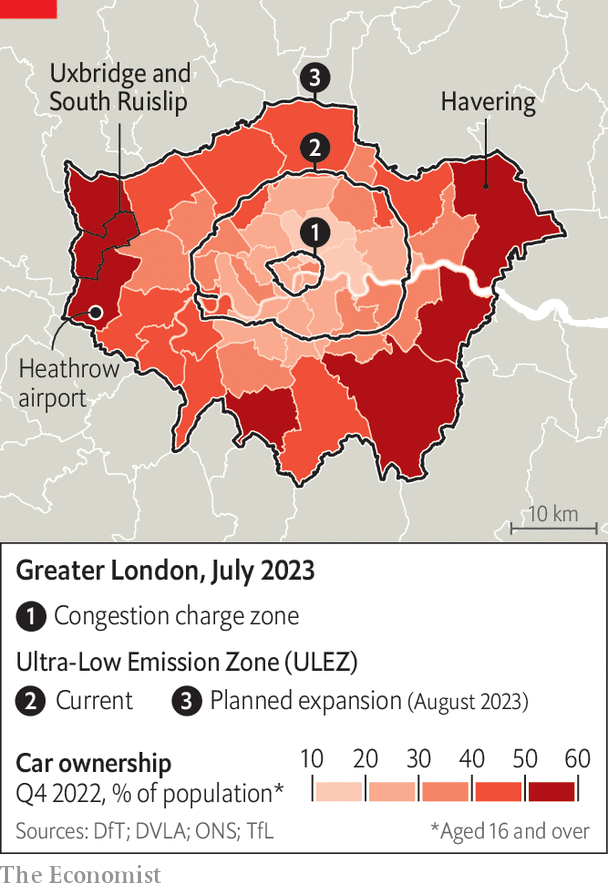 3
Uxbridge and
South Ruislip
Havering
2
1
Heathrow
airport
10 km
Greater London, July 2023
1 Congestion charge zone
Ultra-Low Emission Zone (ULEZ)
2 Current 3 Planned expansion (August 2023)
Car ownership
Q4 2022, % of population*
10 20 30 40 50 60
Sources: DfT; DVLA; ONS; TfL
*Aged 16 and over
The Economist